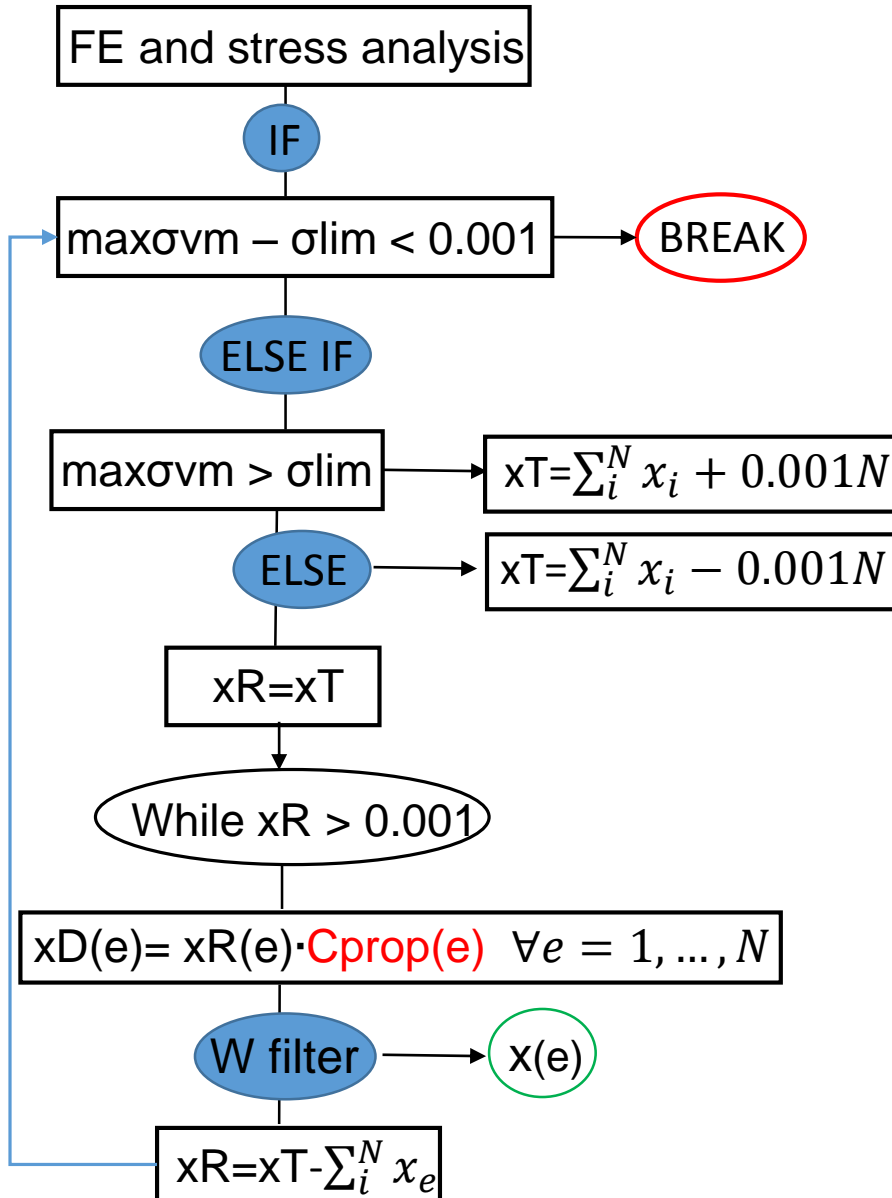 FE and stress analysis
IF
maxσvm – σlim < 0.001
BREAK
ELSE IF
maxσvm > σlim
xT=∑_i^N x_i + 0.001N
ELSE
xT=∑_i^N x_i − 0.001N
xR=xT
While xR > 0.001
xD(e)= xR(e)·Cprop(e) ∀e = 1, … , N
W filter
x(e)
xR=xT-∑_i^N x_e